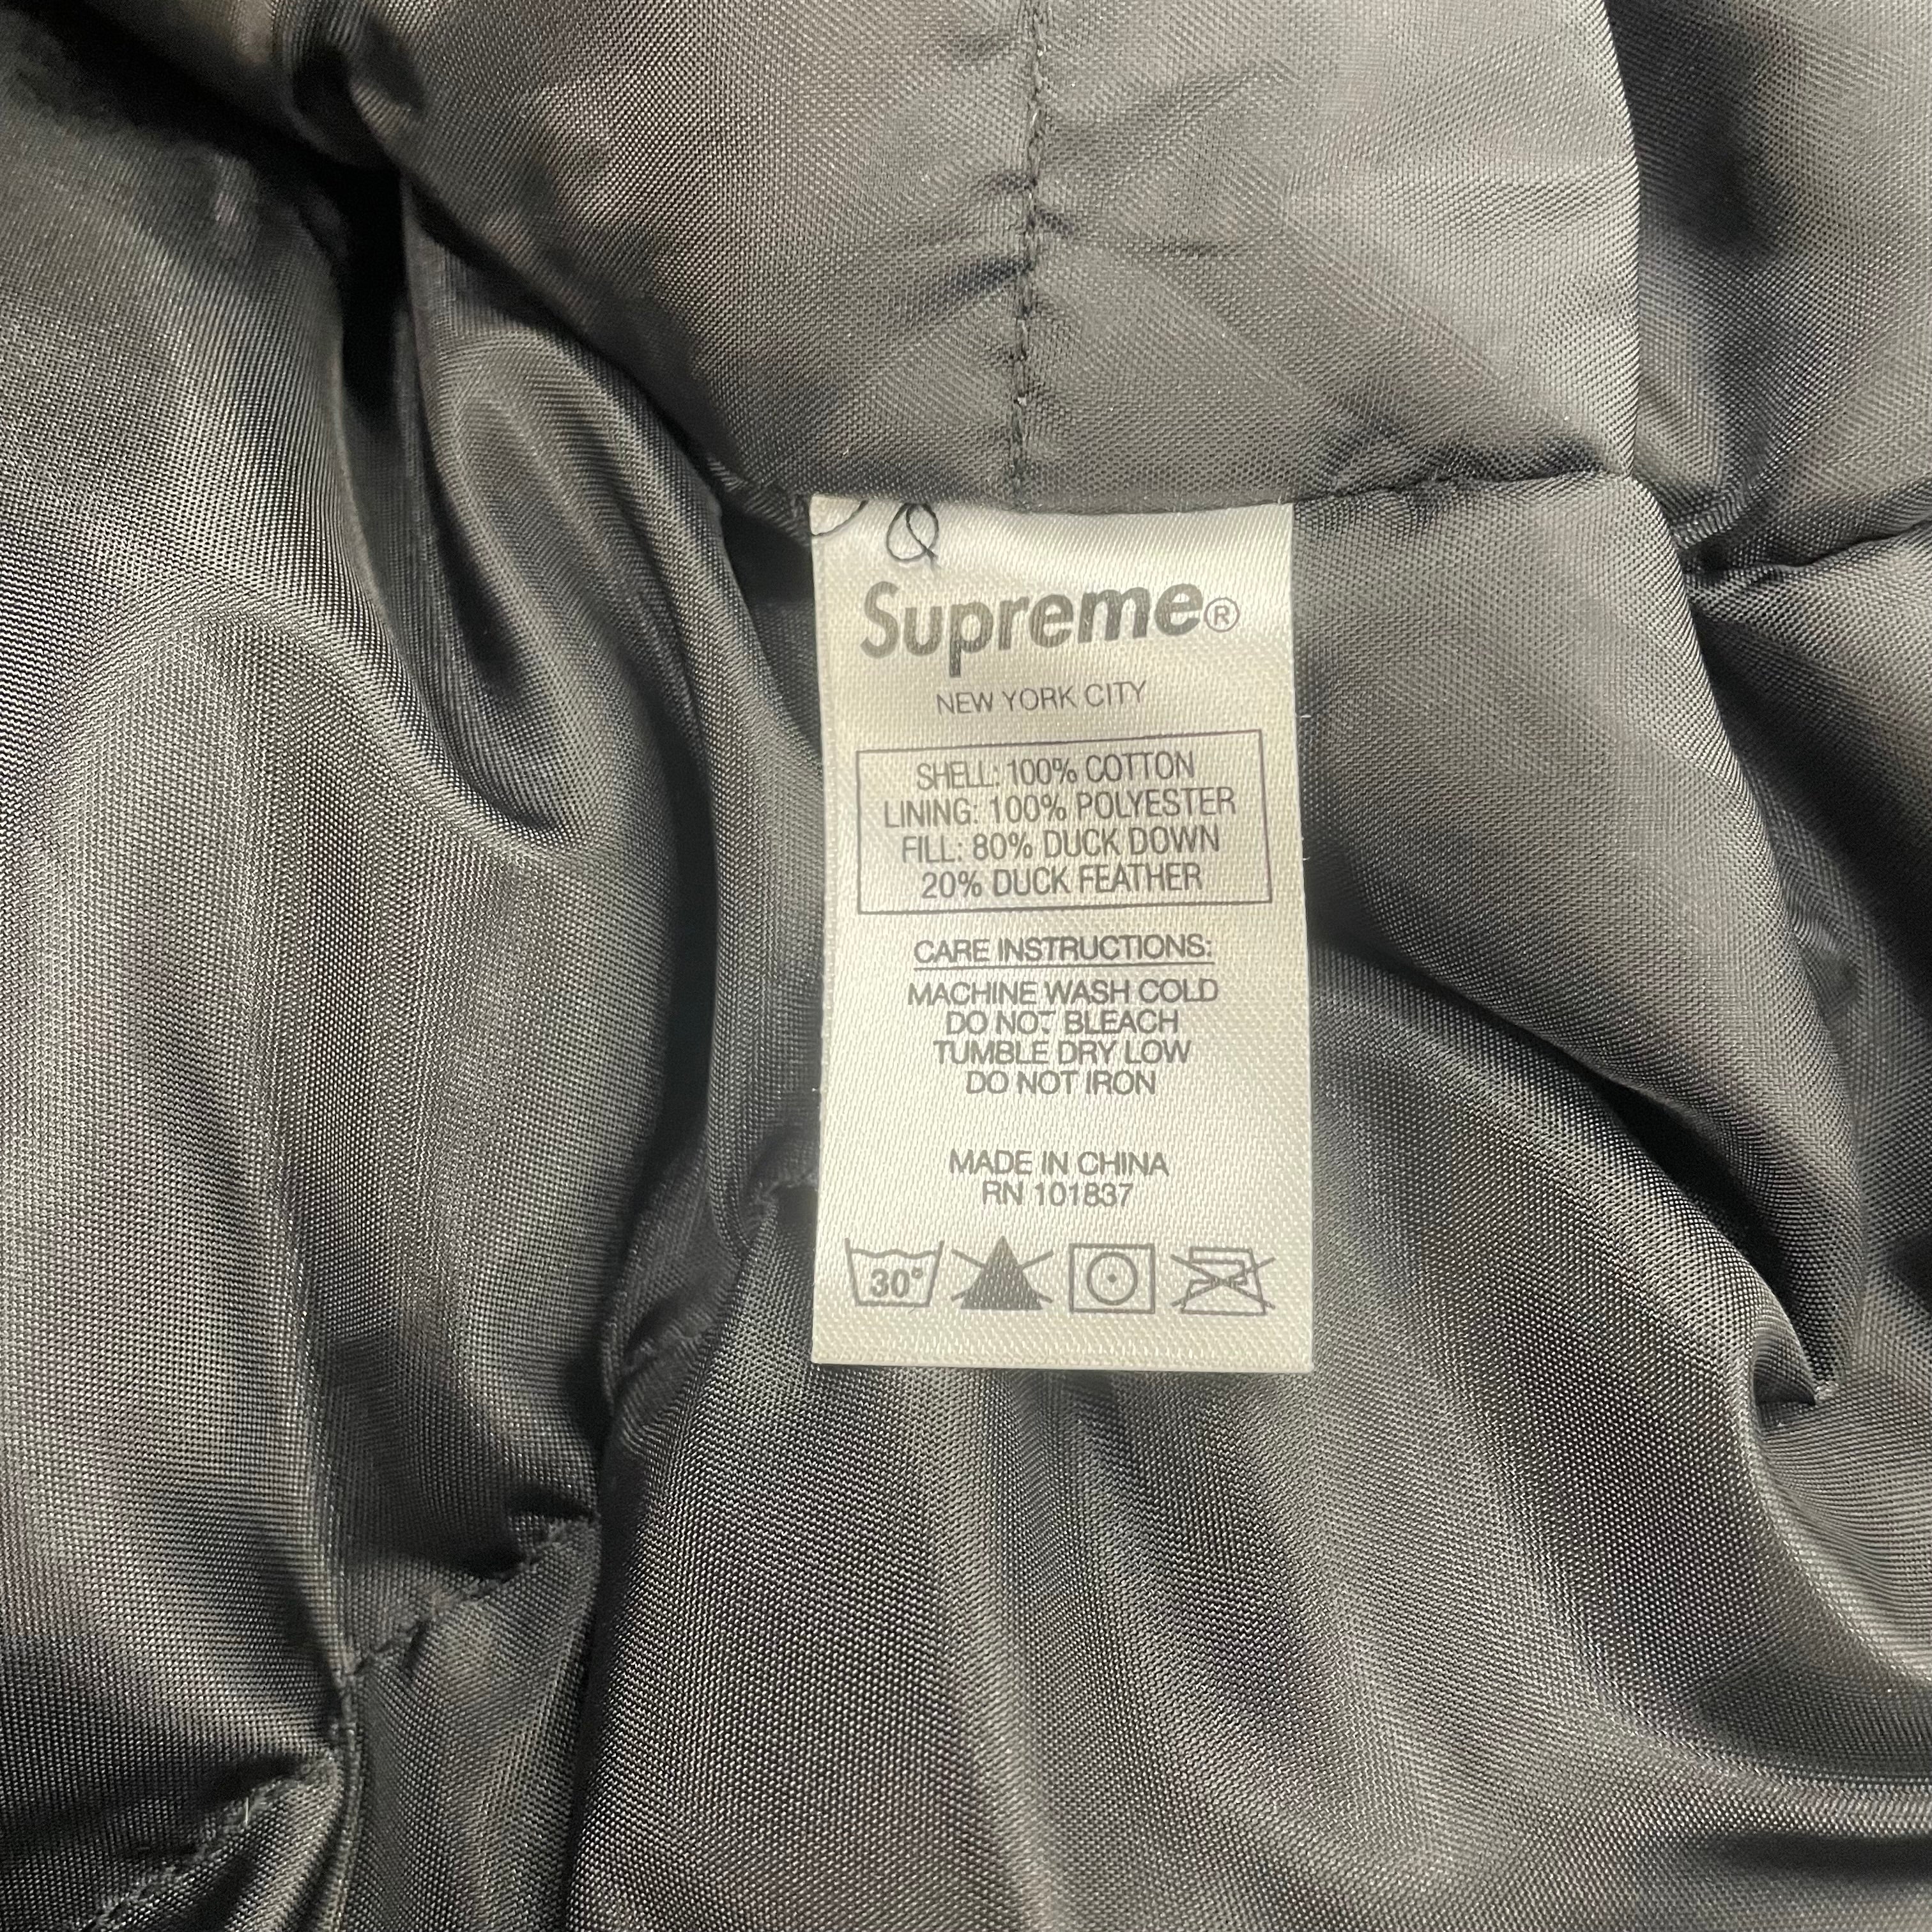 Supreme®
NEW YORK CITY
SHELL: 100% COTTON
LINING: 100% POLYESTER
FILL: 80% DUCK DOWN
20% DUCK FEATHER
CARE INSTRUCTIONS:
MACHINE WASH COLD
DO NOT BLEACH
TUMBLE DRY LOW
DO NOT IRON
MADE IN CHINA
RN 101837
30°